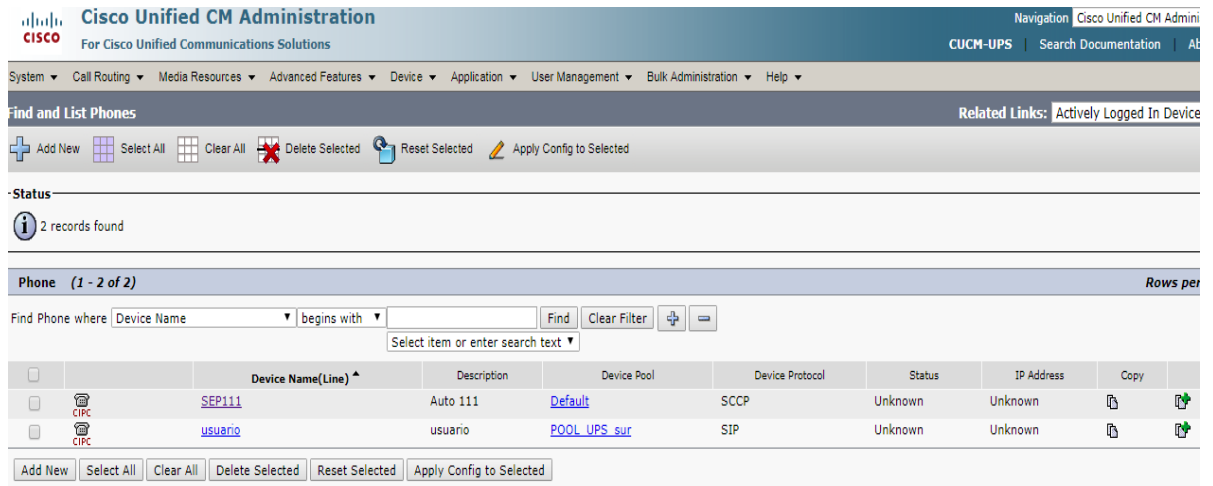 Cisco Unified CM Administration
Navigation Cisco Unified CM Admini
CISCO
For Cisco Unified Communications Solutions
CUCM-UPS | Search Documentation | Ab
System Call Routing Media Resources Advanced Features Device Application User Management Bulk Administration Help
Find and List Phones
Related Links: Actively Logged In Device
Add New Select All Clear All Delete Selected Reset Selected Apply Config to Selected
Status
2 records found
Phone (1 - 2 of 2) Rows per
Find Phone where Device Name begins with Find Clear Filter
Select item or enter search text
Device Name(Line) Description Device Pool Device Protocol Status IP Address Copy
CIPC SEP111 Auto 111 Default SCCP Unknown Unknown
CIPC usuario usuario POOL_UPS_sur SIP Unknown Unknown
Add New Select All Clear All Delete Selected Reset Selected Apply Config to Selected